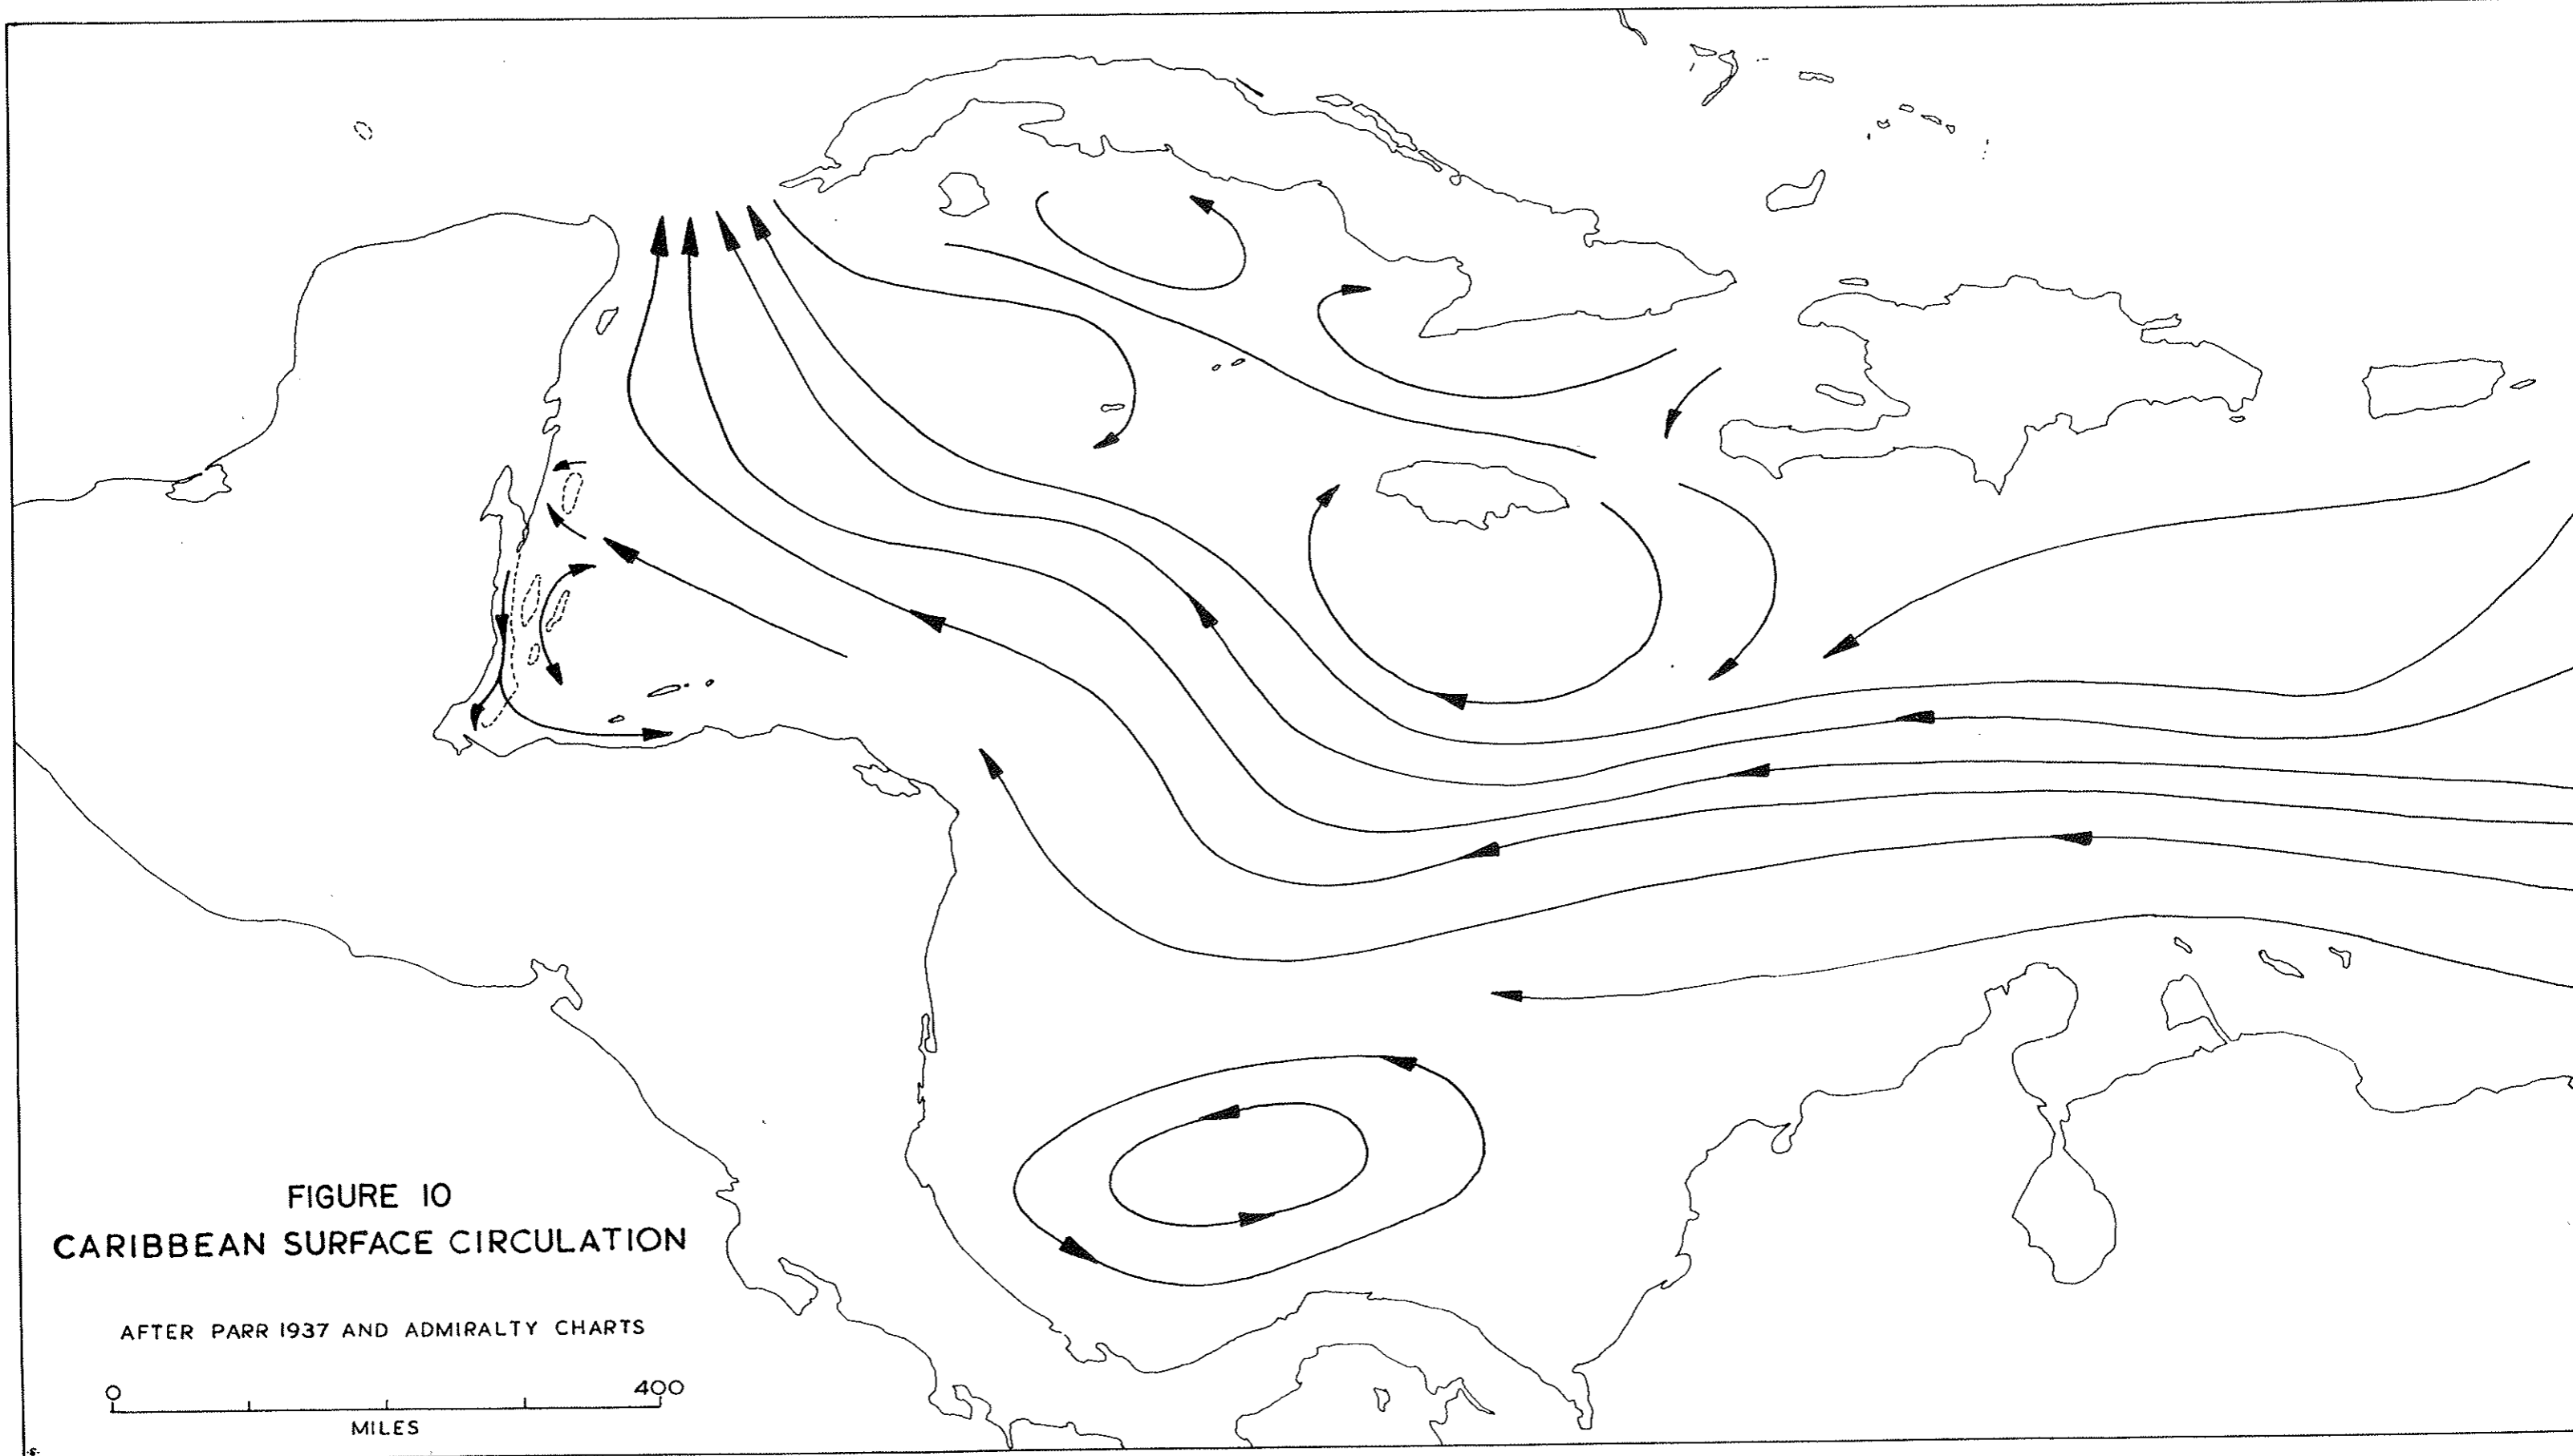 FIGURE 10
CARIBBEAN SURFACE CIRCULATION
AFTER PARR 1937 AND ADMIRALTY CHARTS
0 400
MILES